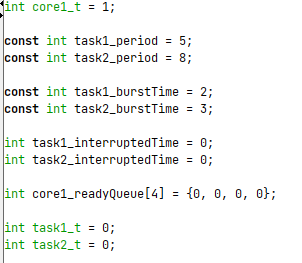 int core1_t = 1;
const int task1_period = 5;
const int task2_period = 8;
const int task1_burstTime = 2;
const int task2_burstTime = 3;
int task1_interruptedTime = 0;
int task2_interruptedTime = 0;
int core1_readyQueue[4] = {0, 0, 0, 0};
int task1_t = 0;
int task2_t = 0;